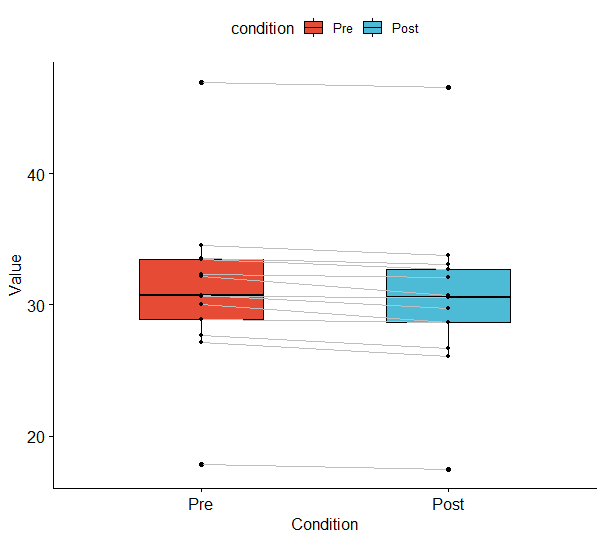 condition Pre Post
40
30
20
Value
Pre Post
Condition